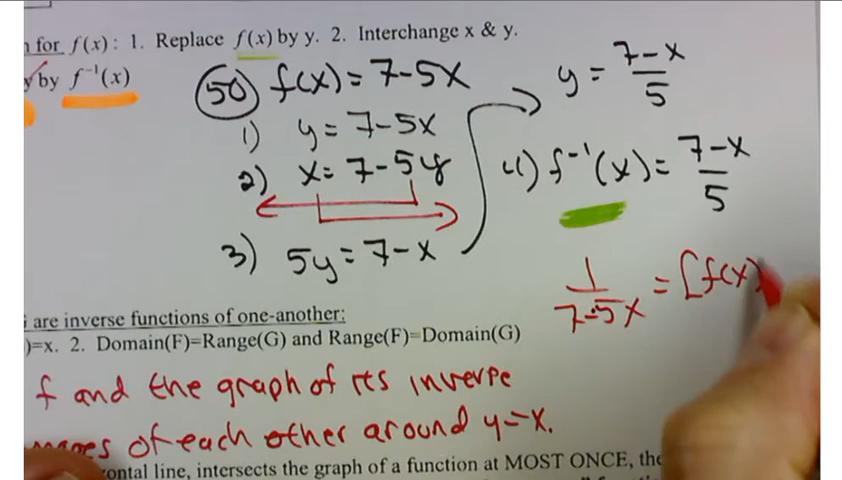 for f(x) : 1. Replace f(x) by y. 2. Interchange x & y.
y by f⁻¹(x)
50 f(x) = 7-5x
1) y = 7-5x
2) x = 7-5y
3) 5y = 7-x
y = (7-x)/5
4) f⁻¹(x) = (7-x)/5
1/(7-5x) = [f(x)
are inverse functions of one-another:
)=x. 2. Domain(F)=Range(G) and Range(F)=Domain(G)
f and the graph of its inverse
of each other around y=x.
ontal line, intersects the graph of a function at MOST ONCE, the